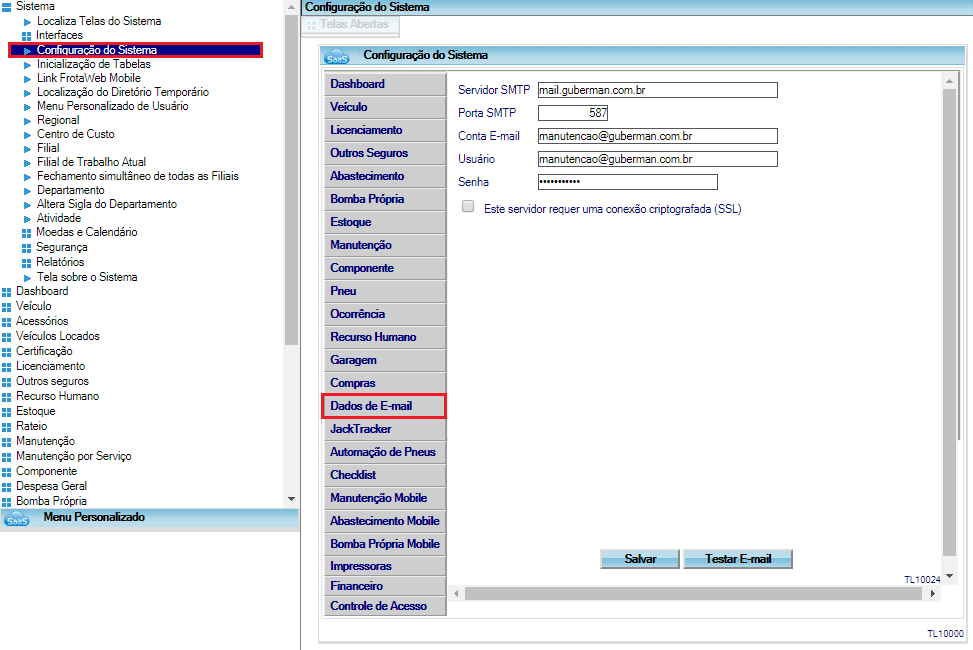 Sistema
Localiza Telas do Sistema
Interfaces
Configuração do Sistema
Inicialização de Tabelas
Link FrotaWeb Mobile
Localização do Diretório Temporário
Menu Personalizado de Usuário
Regional
Centro de Custo
Filial
Filial de Trabalho Atual
Fechamento simultâneo de todas as Filiais
Departamento
Altera Sigla do Departamento
Atividade
Moedas e Calendário
Segurança
Relatórios
Tela sobre o Sistema
Dashboard
Veículo
Acessórios
Veículos Locados
Certificação
Licenciamento
Outros seguros
Recurso Humano
Estoque
Rateio
Manutenção
Manutenção por Serviço
Componente
Despesa Geral
Bomba Própria
SaaS Menu Personalizado
Configuração do Sistema
Telas Abertas
SaaS Configuração do Sistema
Dashboard
Veículo
Licenciamento
Outros Seguros
Abastecimento
Bomba Própria
Estoque
Manutenção
Componente
Pneu
Ocorrência
Recurso Humano
Garagem
Compras
Dados de E-mail
JackTracker
Automação de Pneus
Checklist
Manutenção Mobile
Abastecimento Mobile
Bomba Própria Mobile
Impressoras
Financeiro
Controle de Acesso
Servidor SMTP mail.guberman.com.br
Porta SMTP 587
Conta E-mail manutencao@guberman.com.br
Usuário manutencao@guberman.com.br
Senha •••••••••••
Este servidor requer uma conexão criptografada (SSL)
Salvar Testar E-mail
TL10024
TL10000